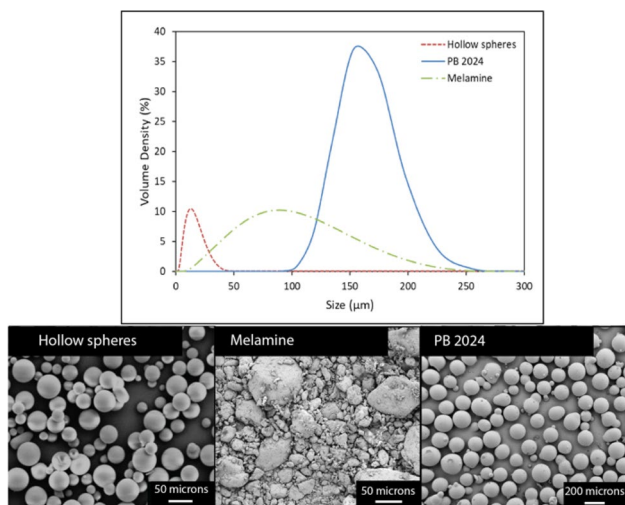 40
35
30
25
20
15
10
5
0
Volume Density (%)
Hollow spheres
PB 2024
Melamine
0 50 100 150 200 250 300
Size (µm)
Hollow spheres Melamine PB 2024
50 microns 50 microns 200 microns